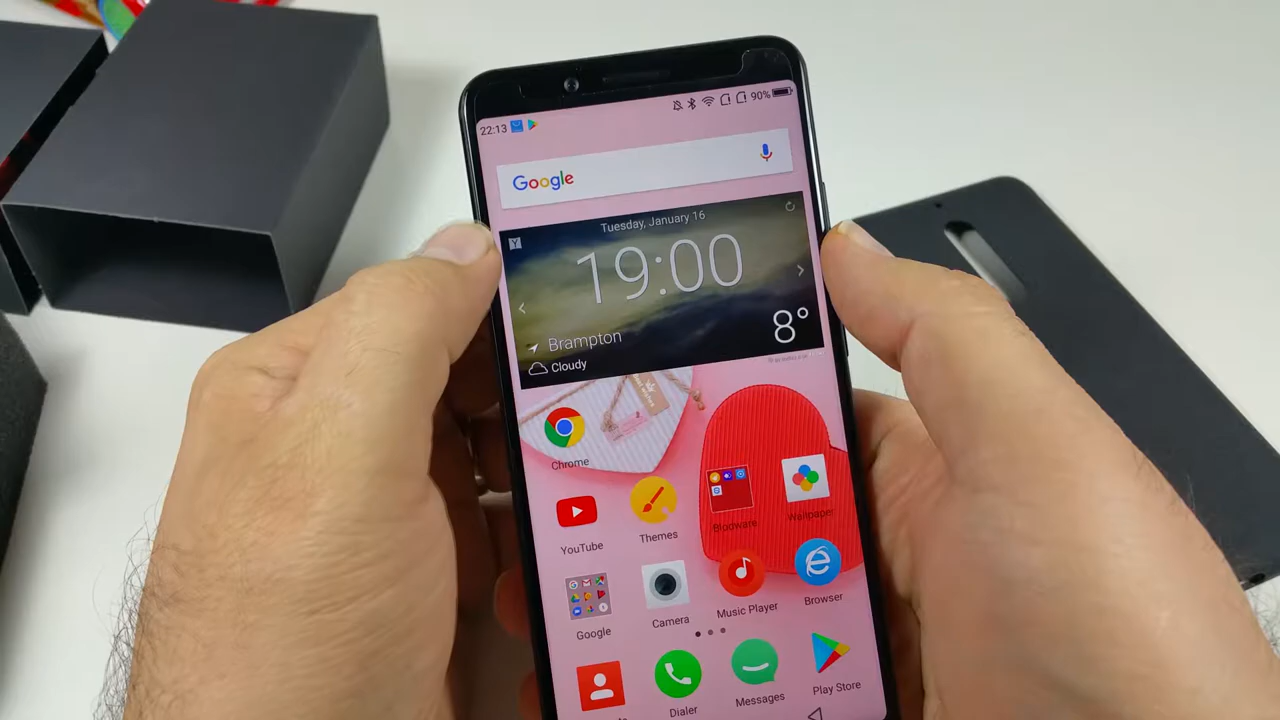 22:13
90%
Google
Tuesday, January 16
Y
19:00
Brampton
8°
Cloudy
Chrome
YouTube
Themes
Blodware
Wallpaper
Google
Camera
Music Player
Browser
Dialer
Messages
Play Store